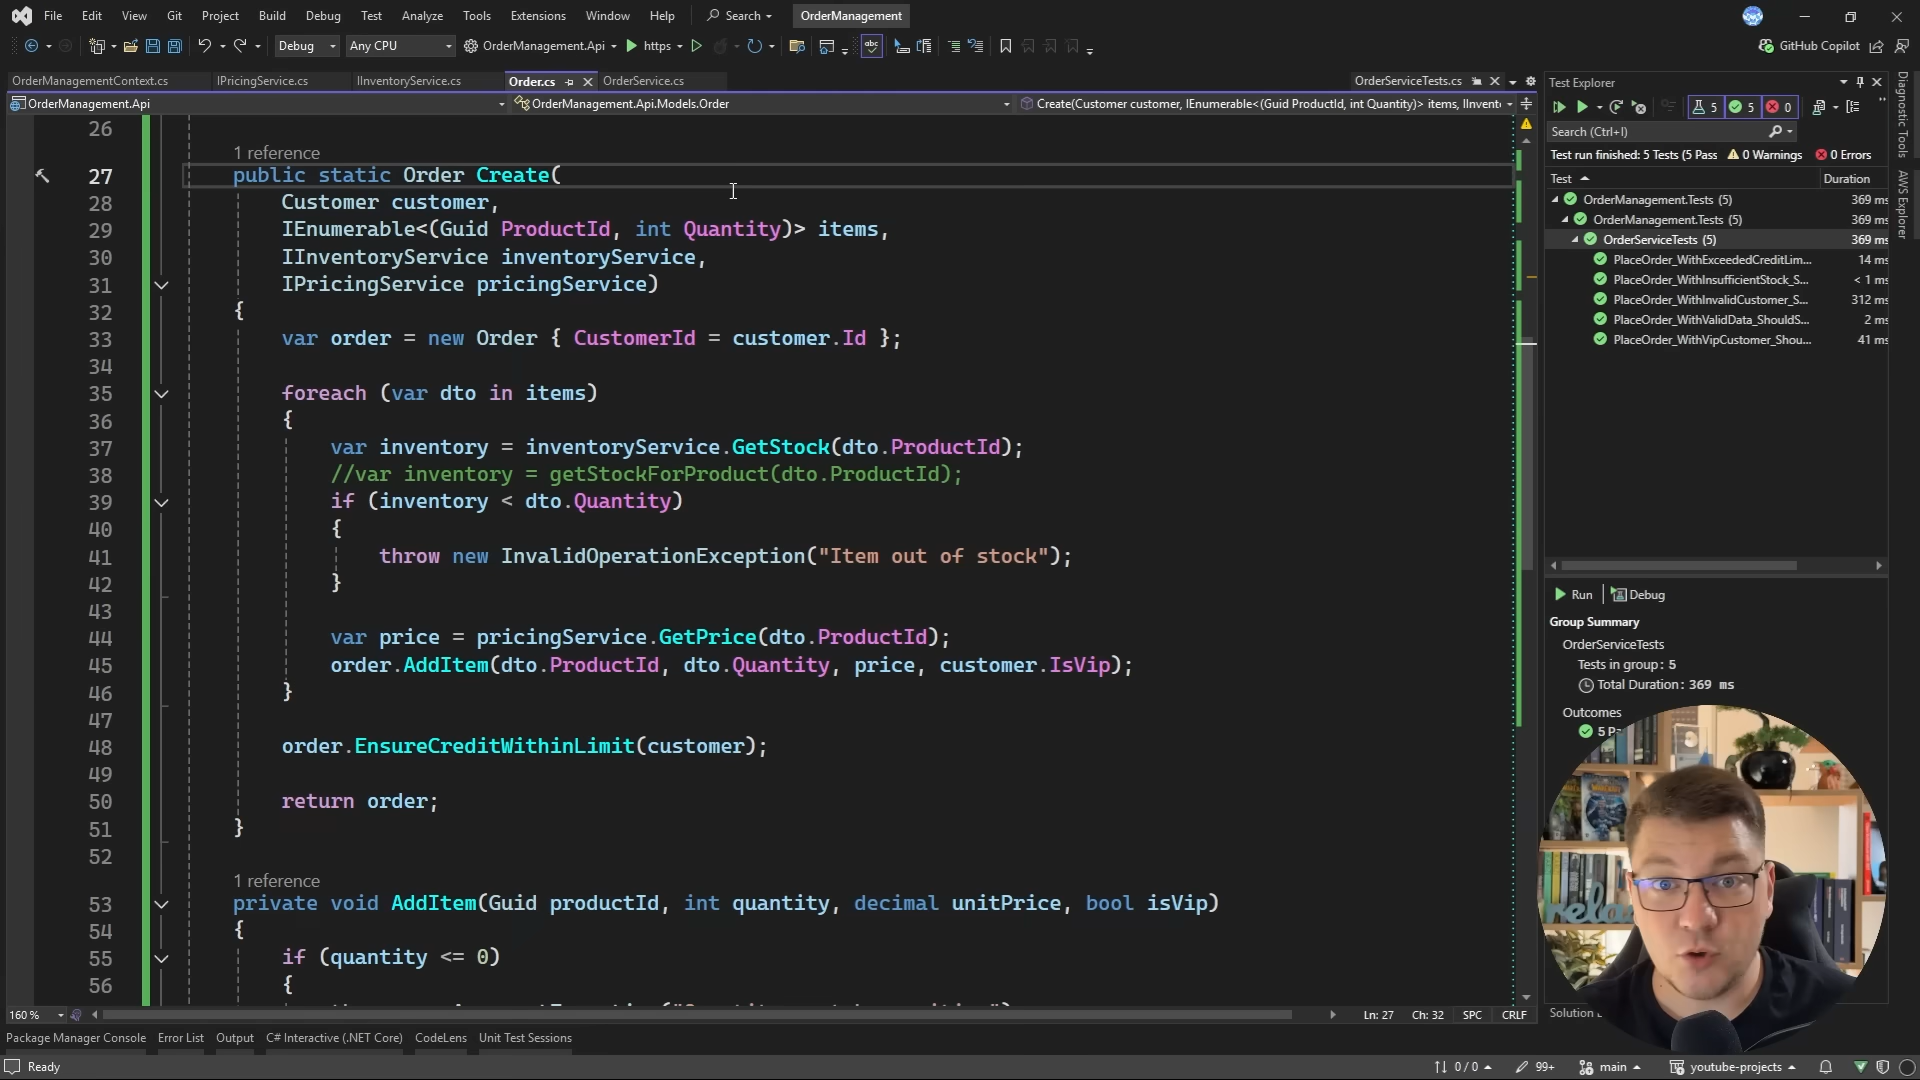 File Edit View Git Project Build Debug Test Analyze Tools Extensions Window Help Search OrderManagement
Debug Any CPU OrderManagement.Api https GitHub Copilot
OrderManagementContext.cs IPricingService.cs IInventoryService.cs Order.cs OrderService.cs OrderServiceTests.cs
OrderManagement.Api OrderManagement.Api.Models.Order Create(Customer customer, IEnumerable<(Guid ProductId, int Quantity)> items, IInvent
26
1 reference
27 public static Order Create(
28 Customer customer,
29 IEnumerable<(Guid ProductId, int Quantity)> items,
30 IInventoryService inventoryService,
31 IPricingService pricingService)
32 {
33 var order = new Order { CustomerId = customer.Id };
34
35 foreach (var dto in items)
36 {
37 var inventory = inventoryService.GetStock(dto.ProductId);
38 //var inventory = getStockForProduct(dto.ProductId);
39 if (inventory < dto.Quantity)
40 {
41 throw new InvalidOperationException("Item out of stock");
42 }
43
44 var price = pricingService.GetPrice(dto.ProductId);
45 order.AddItem(dto.ProductId, dto.Quantity, price, customer.IsVip);
46 }
47
48 order.EnsureCreditWithinLimit(customer);
49
50 return order;
51 }
52
1 reference
53 private void AddItem(Guid productId, int quantity, decimal unitPrice, bool isVip)
54 {
55 if (quantity <= 0)
56 {
160 % Ln: 27 Ch: 32 SPC CRLF
Package Manager Console Error List Output C# Interactive (.NET Core) CodeLens Unit Test Sessions
Ready 0 / 0 99+ main youtube-projects
Test Explorer
5 5 0
Search (Ctrl+I)
Test run finished: 5 Tests (5 Pass 0 Warnings 0 Errors
Test Duration
OrderManagement.Tests (5) 369 ms
OrderManagement.Tests (5) 369 ms
OrderServiceTests (5) 369 ms
PlaceOrder_WithExceededCreditLim... 14 ms
PlaceOrder_WithInsufficientStock_S... < 1 ms
PlaceOrder_WithInvalidCustomer_S... 312 ms
PlaceOrder_WithValidData_ShouldS... 2 ms
PlaceOrder_WithVipCustomer_Shou... 41 ms
Run Debug
Group Summary
OrderServiceTests
Tests in group: 5
Total Duration: 369 ms
Outcomes
5 Pa
Solution
Diagnostic Tools
AWS Explorer